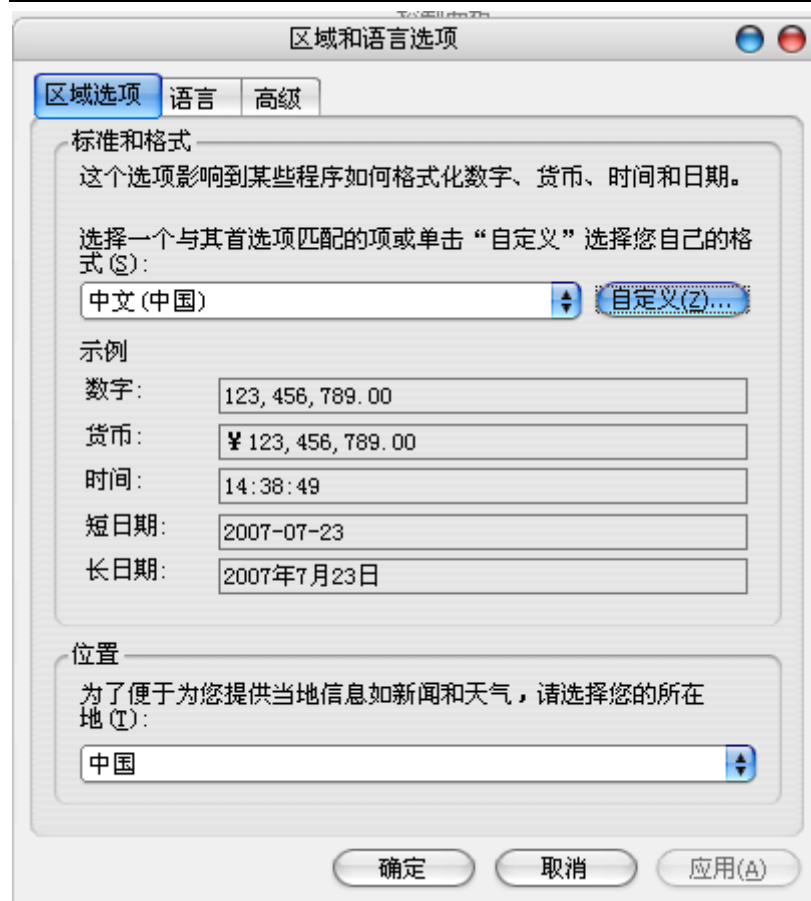 区域和语言选项
区域选项 语言 高级
标准和格式
这个选项影响到某些程序如何格式化数字、货币、时间和日期。
选择一个与其首选项匹配的项或单击“自定义”选择您自己的格
式(S):
中文(中国) 自定义(Z)...
示例
数字: 123,456,789.00
货币: ¥123,456,789.00
时间: 14:38:49
短日期: 2007-07-23
长日期: 2007年7月23日
位置
为了便于为您提供当地信息如新闻和天气,请选择您的所在
地(T):
中国
确定 取消 应用(A)